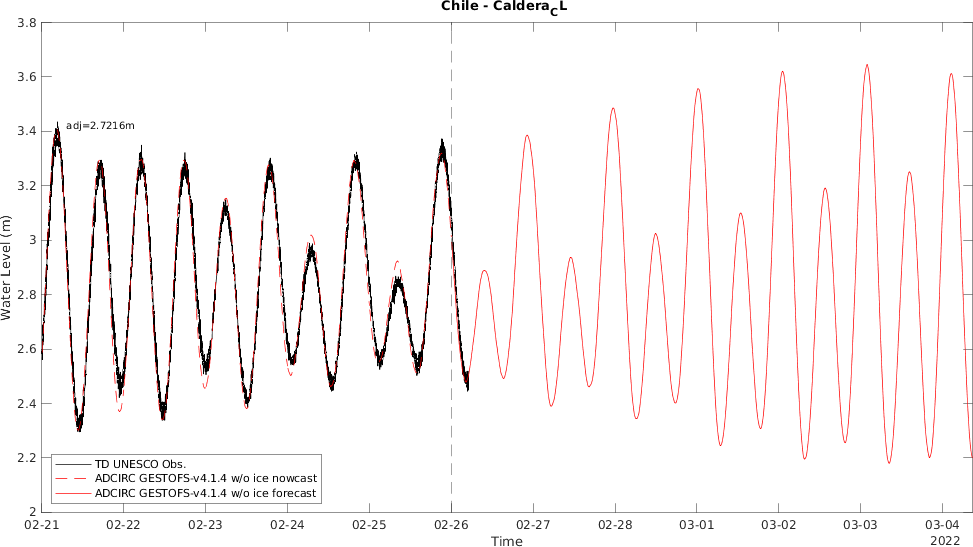 Chile - Caldera_CL
3.8
3.6
3.4
3.2
3
2.8
2.6
2.4
2.2
2
Water Level (m)
adj=2.7216m
TD UNESCO Obs.
ADCIRC GESTOFS-v4.1.4 w/o ice nowcast
ADCIRC GESTOFS-v4.1.4 w/o ice forecast
02-21 02-22 02-23 02-24 02-25 02-26 02-27 02-28 03-01 03-02 03-03 03-04
Time 2022